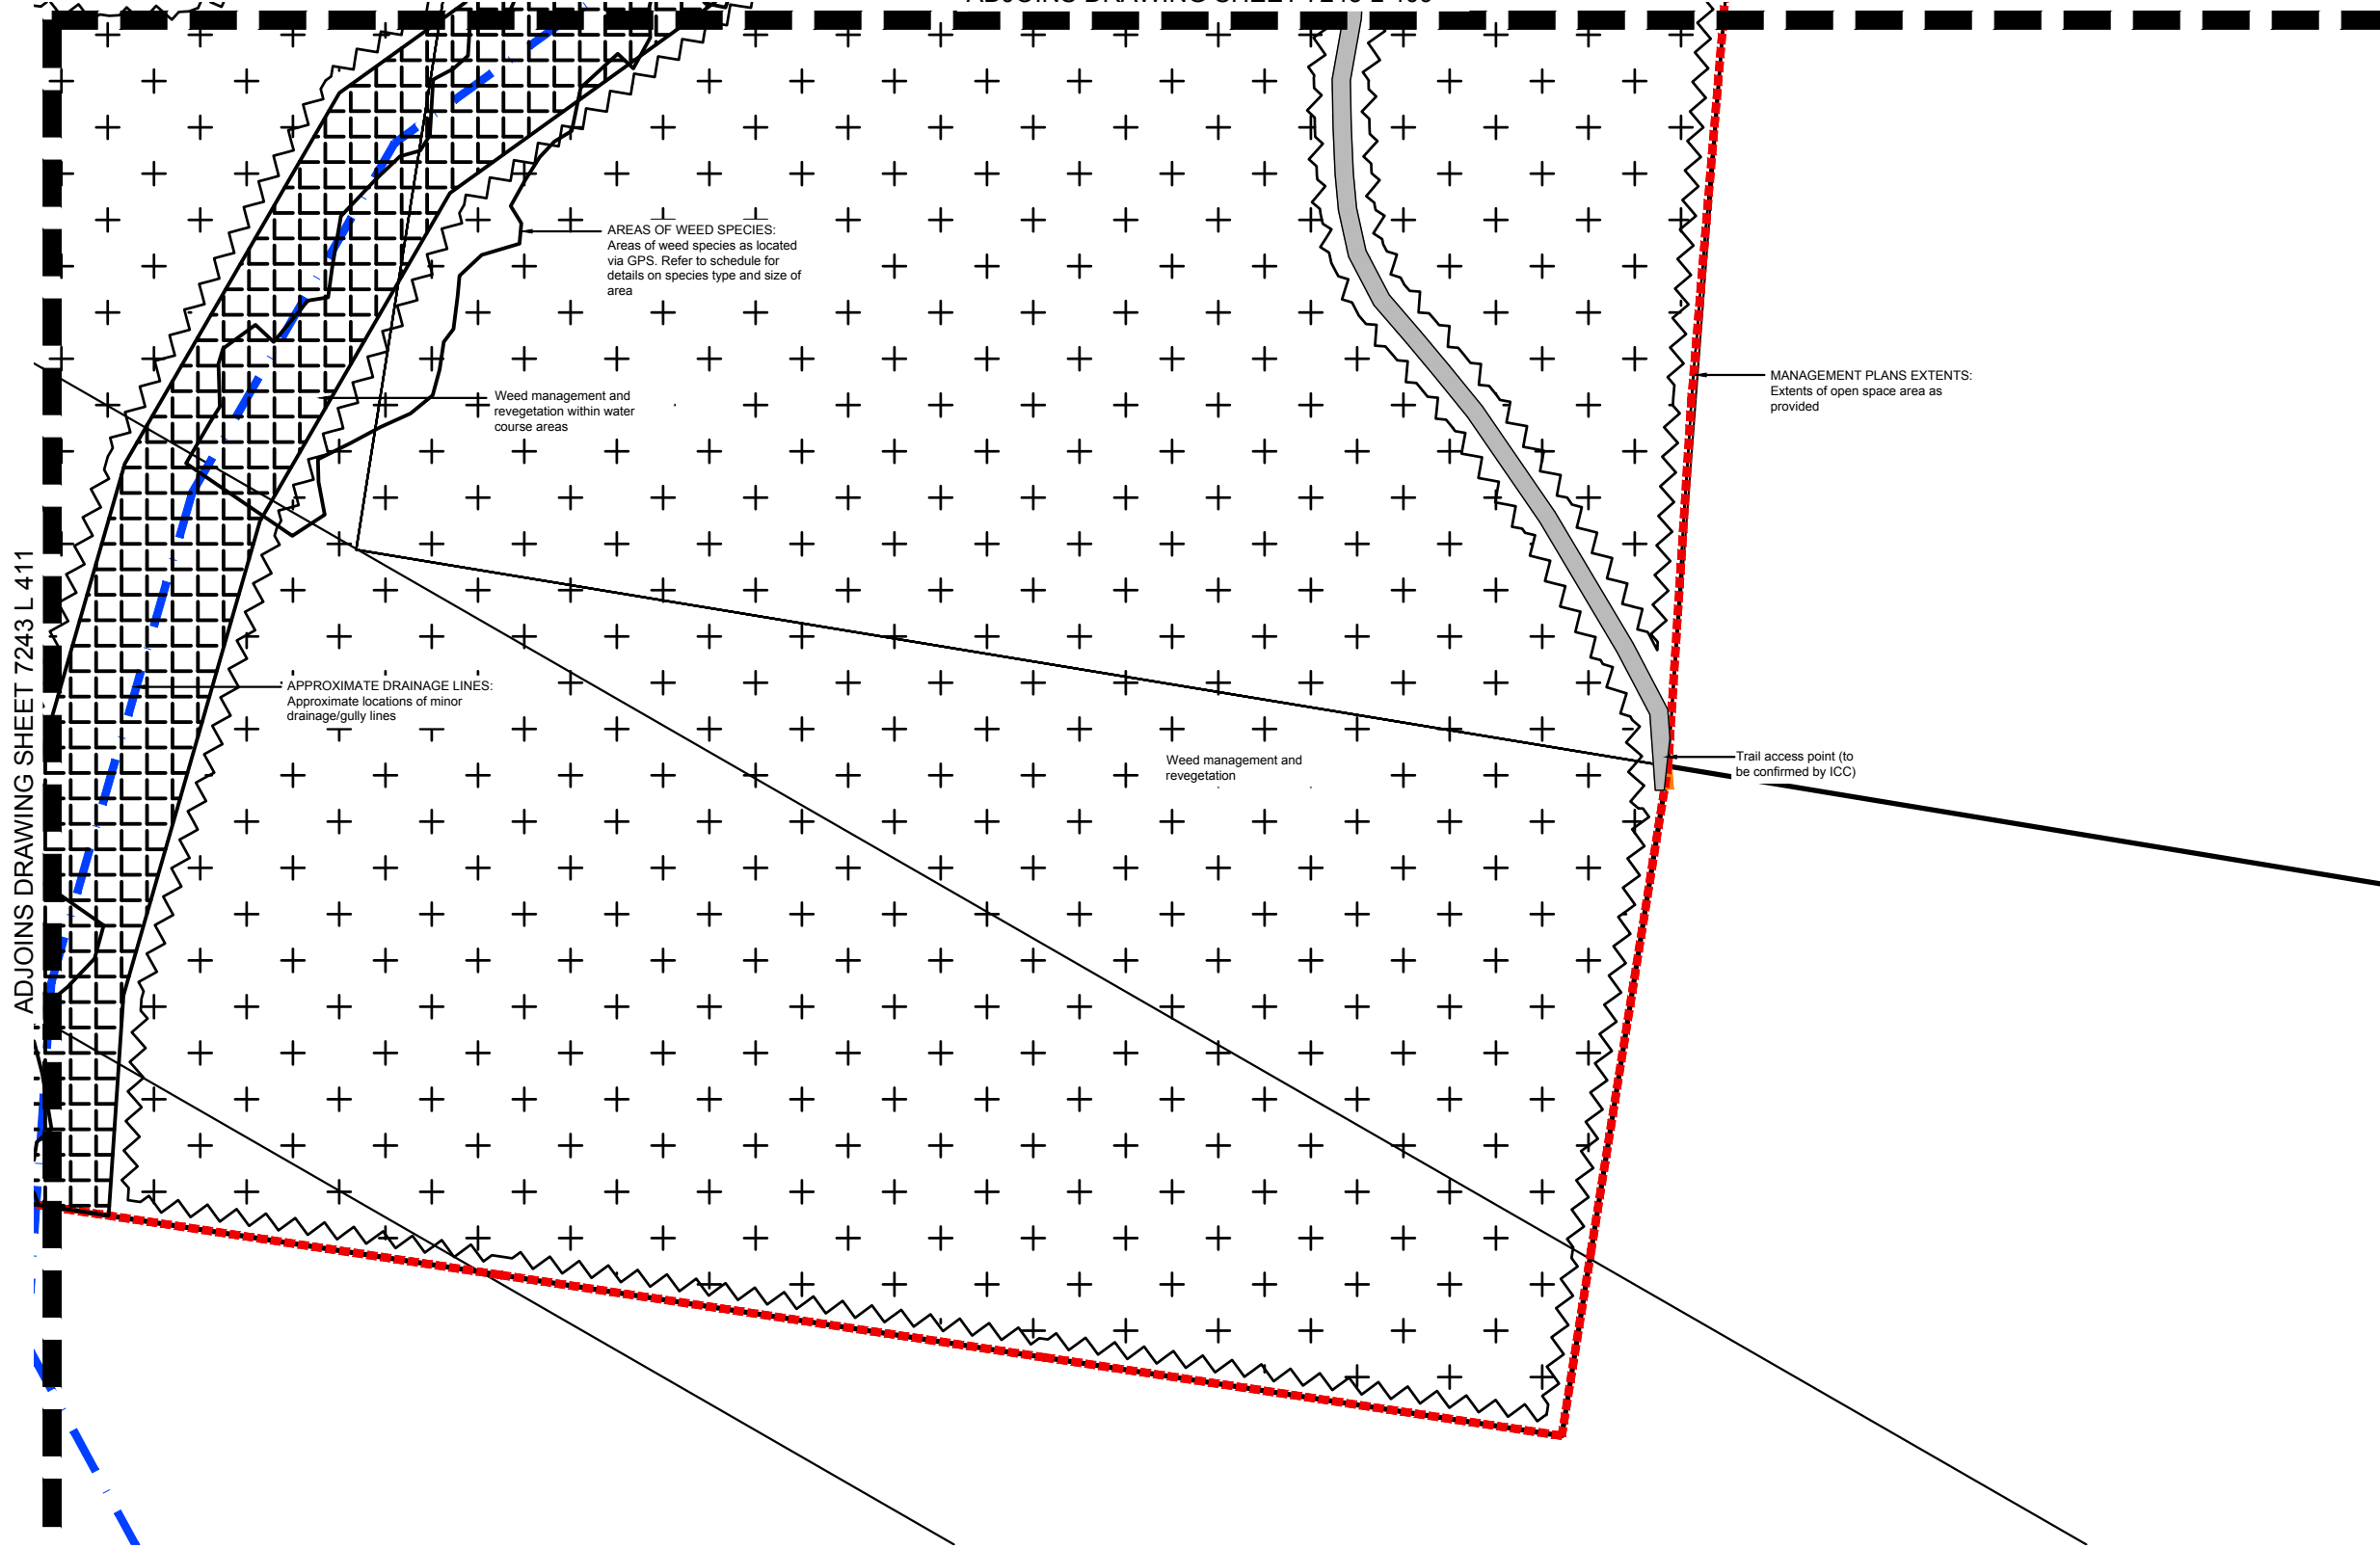 AREAS OF WEED SPECIES:
Areas of weed species as located
via GPS. Refer to schedule for
details on species type and size of
area
MANAGEMENT PLANS EXTENTS:
Extents of open space area as
provided
Weed management and
revegetation within water
course areas
ADJOINS DRAWING SHEET 7243 L 411
APPROXIMATE DRAINAGE LINES:
Approximate locations of minor
drainage/gully lines
Weed management and
revegetation
Trail access point (to
be confirmed by ICC)